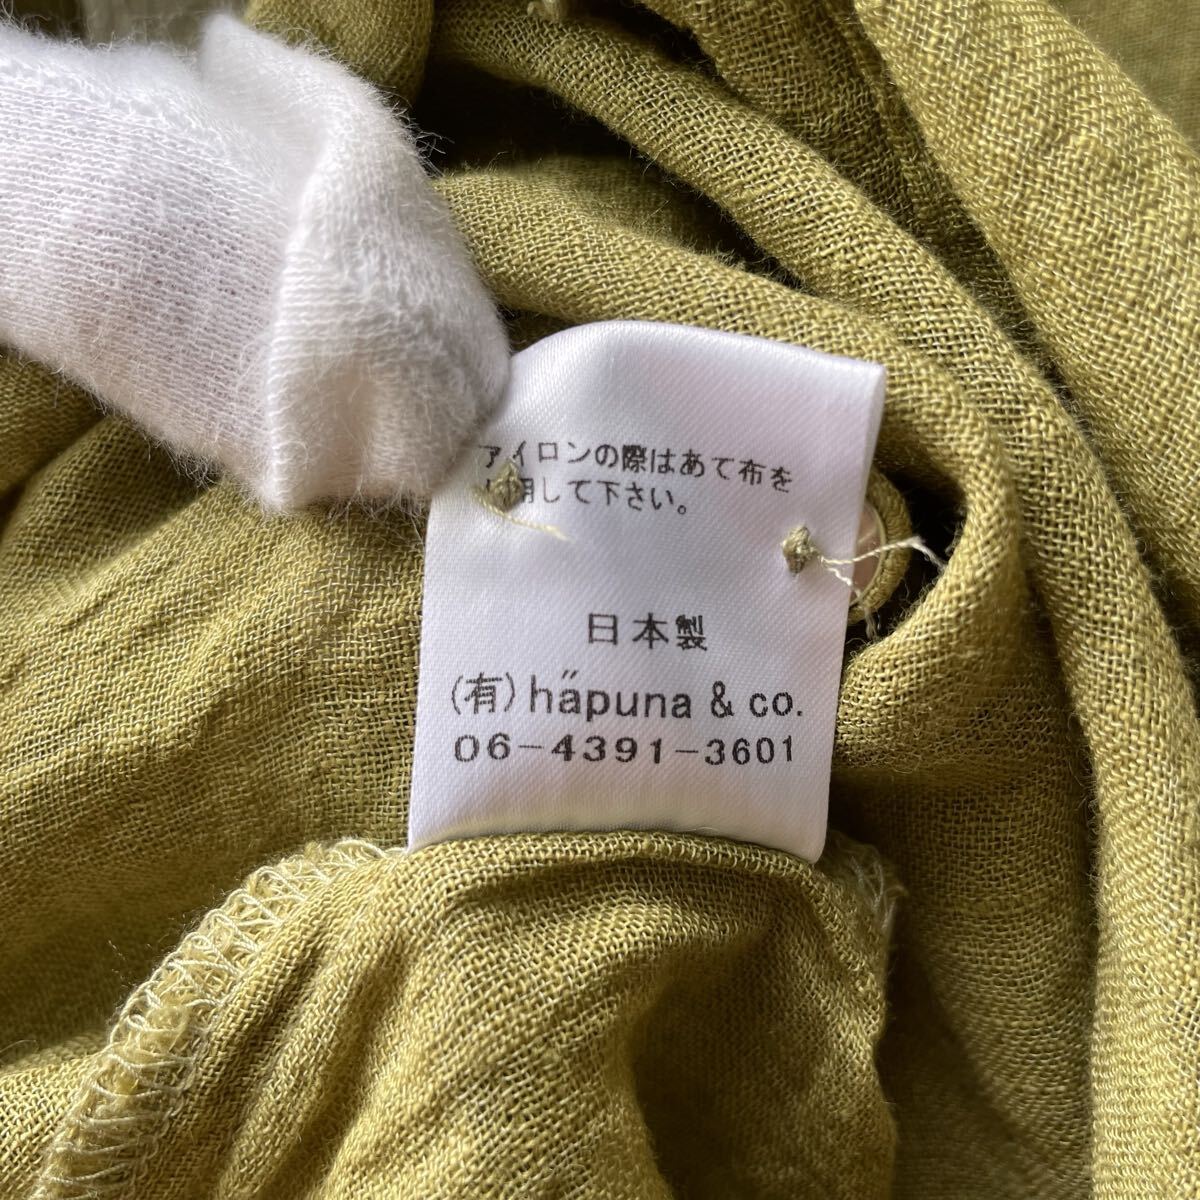 アイロンの際はあて布を
用して下さい。
日本製
(有) häpuna & co.
06-4391-3601